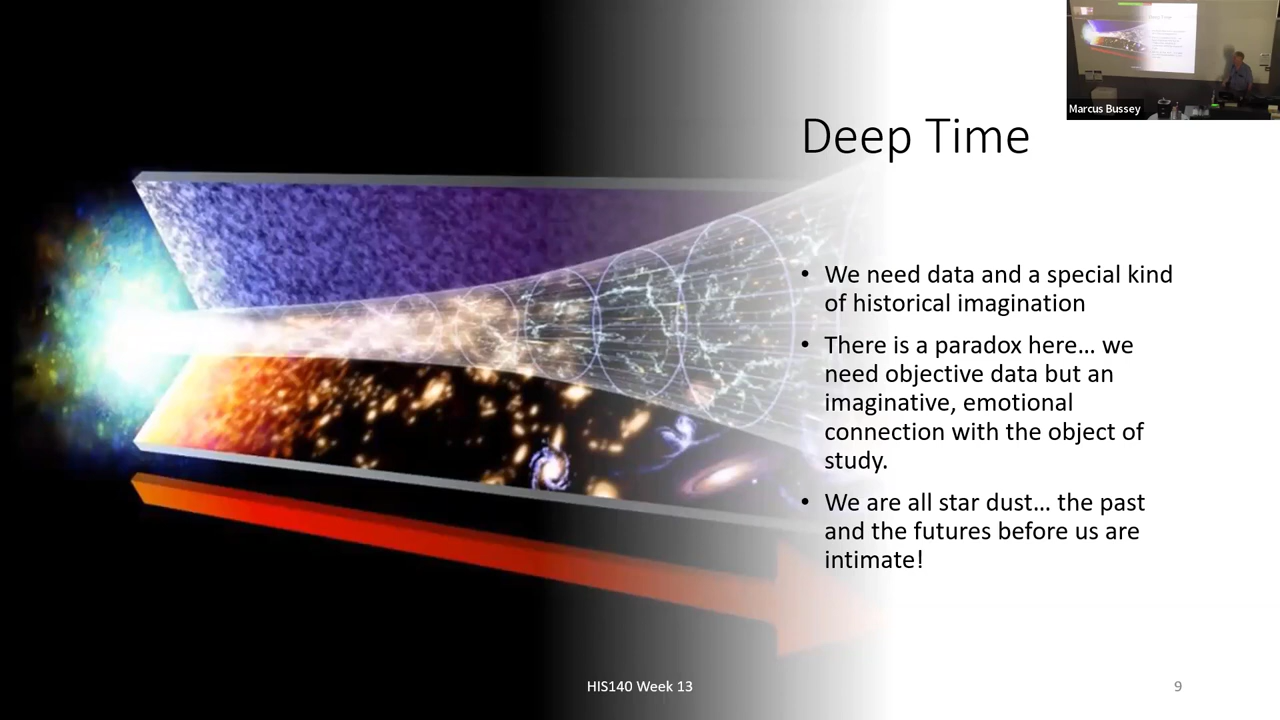 Marcus Bussey
Deep Time
• We need data and a special kind
of historical imagination
• There is a paradox here... we
need objective data but an
imaginative, emotional
connection with the object of
study.
• We are all star dust... the past
and the futures before us are
intimate!
HIS140 Week 13
9